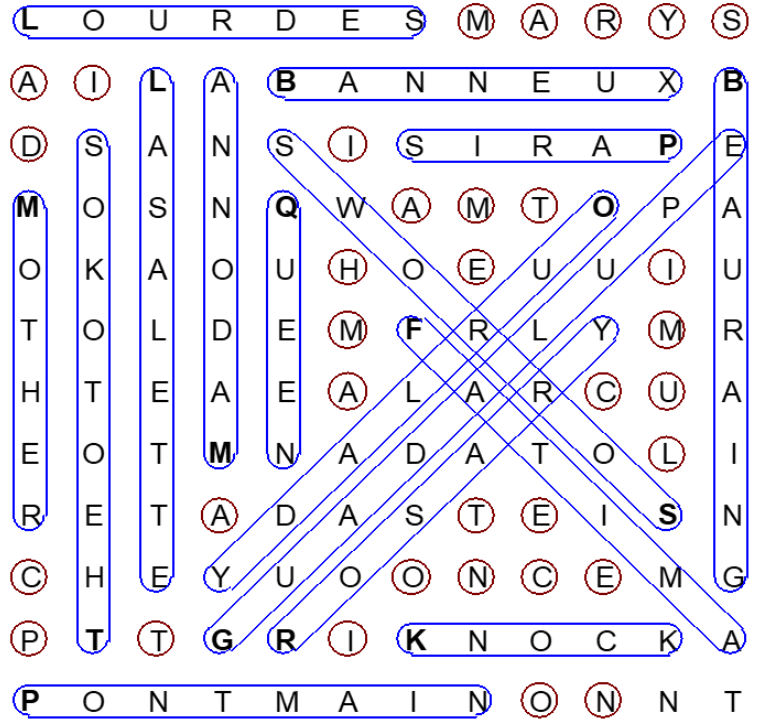 L O U R D E S M A R Y S
A I L A B A N N E U X B
D S A N S I S I R A P E
M O S N Q W A M T O P A
O K A O U H O E U U I U
T O L D E M F R L Y M R
H T E A E A L A R C U A
E O T M N A D A T O L I
R E T A D A S T E I S N
C H E Y U O O N C E M G
P T T G R I K N O C K A
P O N T M A I N O N N T